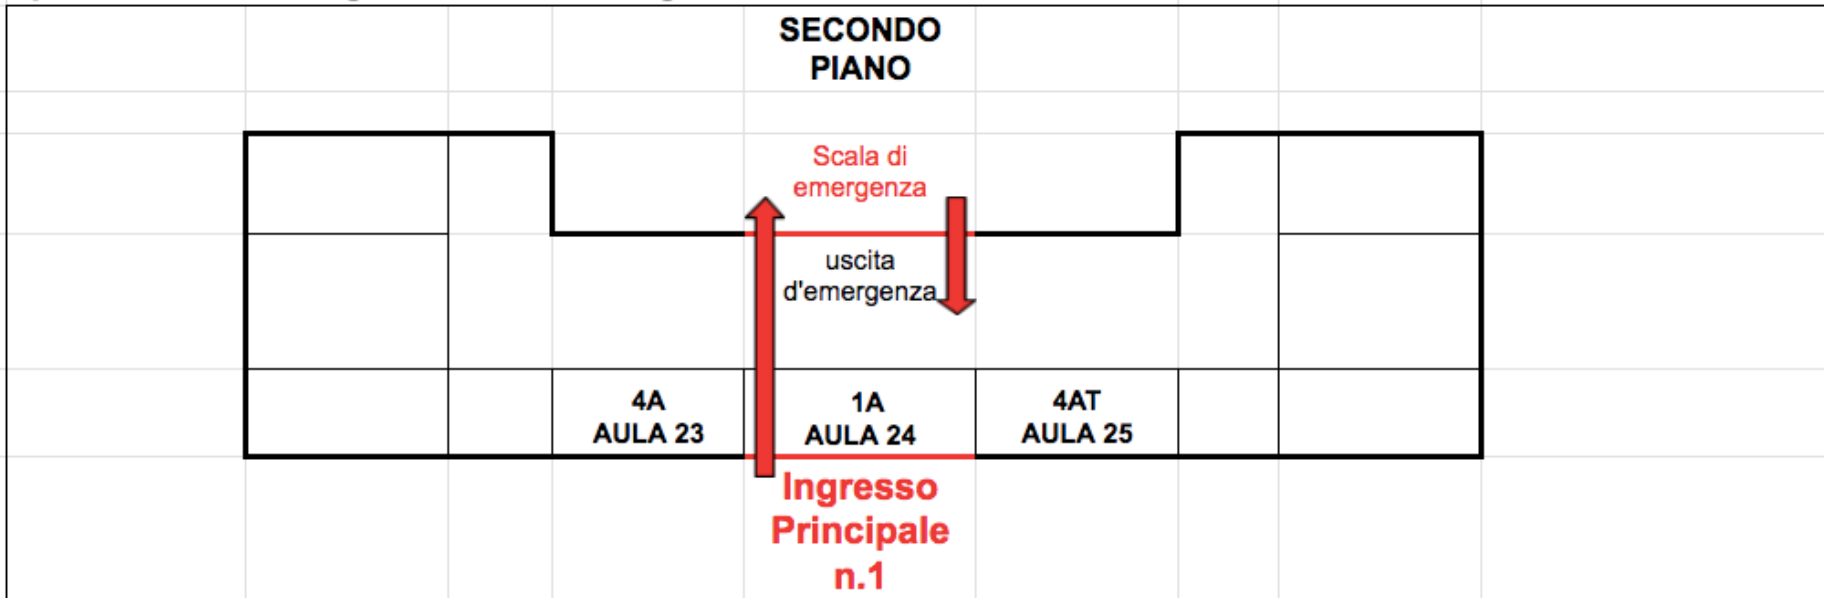 SECONDO
PIANO
Scala di
emergenza
uscita
d'emergenza
4A
AULA 23
1A
AULA 24
4AT
AULA 25
Ingresso
Principale
n.1